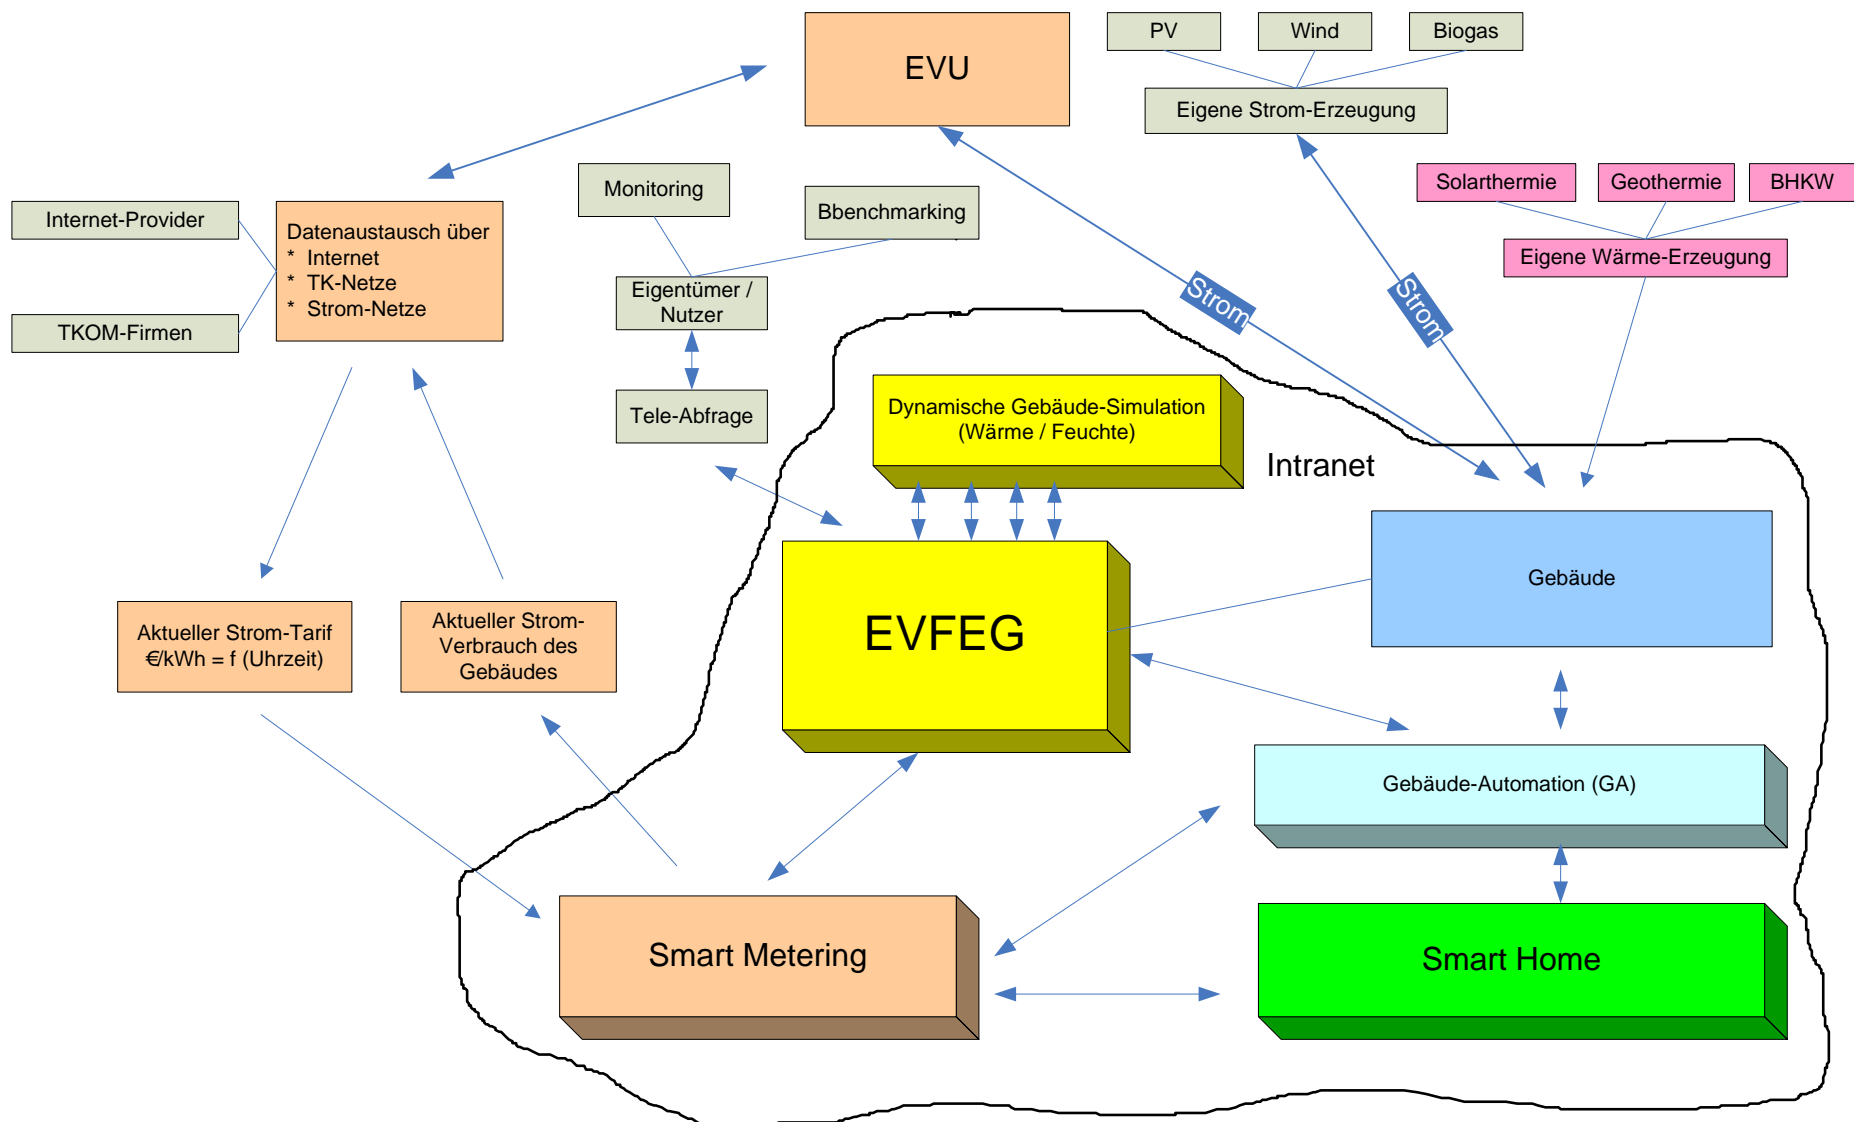 EVU
PV
Wind
Biogas
Eigene Strom-Erzeugung
Solarthermie
Geothermie
BHKW
Eigene Wärme-Erzeugung
Monitoring
Bbenchmarking
Internet-Provider
TKOM-Firmen
Datenaustausch über
* Internet
* TK-Netze
* Strom-Netze
Eigentümer /
Nutzer
Tele-Abfrage
Strom
Strom
Dynamische Gebäude-Simulation
(Wärme / Feuchte)
Intranet
EVFEG
Gebäude
Aktueller Strom-Tarif
€/kWh = f (Uhrzeit)
Aktueller Strom-
Verbrauch des
Gebäudes
Gebäude-Automation (GA)
Smart Metering
Smart Home